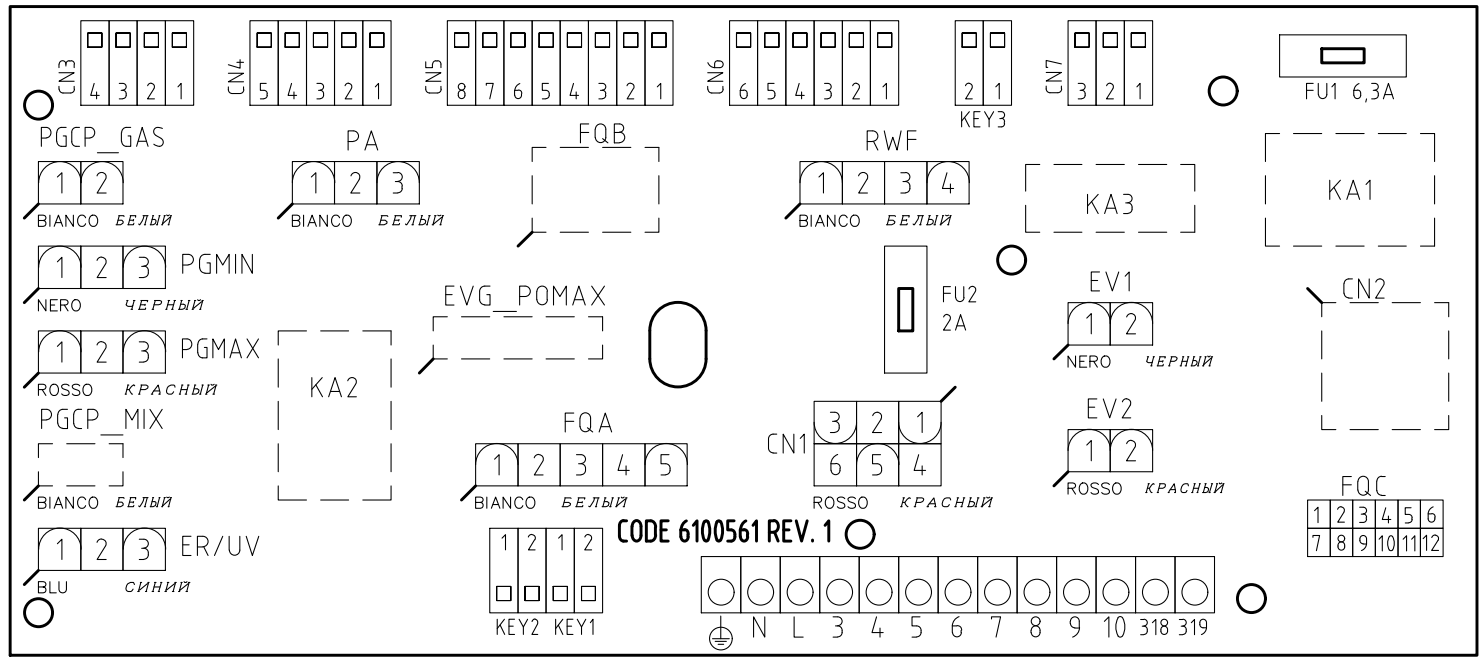 CN3
4 3 2 1
CN4
5 4 3 2 1
CN5
8 7 6 5 4 3 2 1
CN6
6 5 4 3 2 1
2 1
KEY3
CN7
3 2 1
FU1 6,3A
PGCP_GAS
1 2
BIANCO БЕЛЫЙ
PA
1 2 3
BIANCO БЕЛЫЙ
FQB
RWF
1 2 3 4
BIANCO БЕЛЫЙ
KA3
KA1
1 2 3 PGMIN
NERO ЧЕРНЫЙ
EVG_POMAX
FU2
2A
EV1
1 2
NERO ЧЕРНЫЙ
CN2
1 2 3 PGMAX
ROSSO КРАСНЫЙ
KA2
PGCP_MIX
BIANCO БЕЛЫЙ
FQA
1 2 3 4 5
BIANCO БЕЛЫЙ
CN1
3 2 1
6 5 4
ROSSO КРАСНЫЙ
EV2
1 2
ROSSO КРАСНЫЙ
FQC
1 2 3 4 5 6
7 8 9 10 11 12
1 2 3 ER/UV
BLU СИНИЙ
1 2 1 2
KEY2 KEY1
CODE 6100561 REV. 1
N L 3 4 5 6 7 8 9 10 318 319